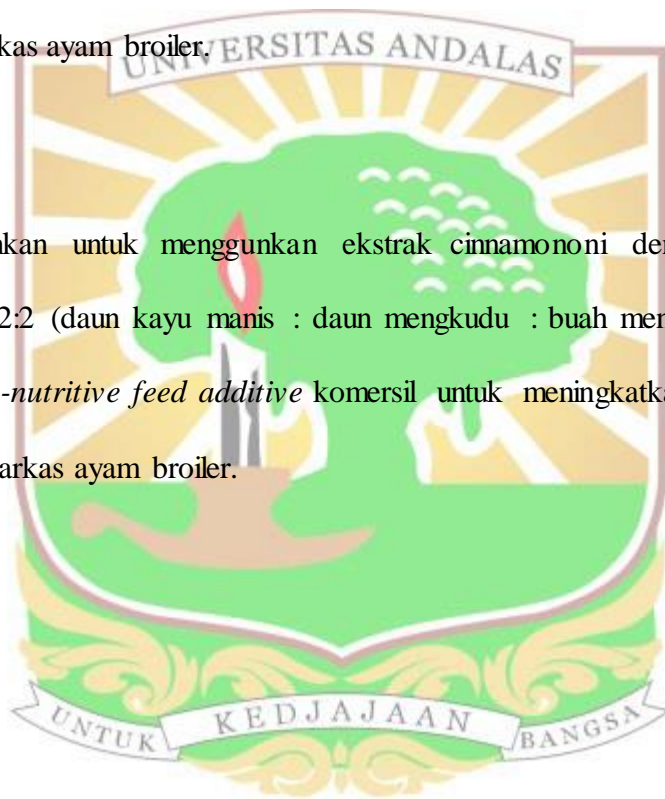 kas ayam broiler.
UNIVERSITAS ANDALAS
nkan untuk menggunkan ekstrak cinnamononi den
2:2 (daun kayu manis : daun mengkudu : buah men
-nutritive feed additive komersil untuk meningkatka
arkas ayam broiler.
UNTUK KEDJAJAAN BANGSA